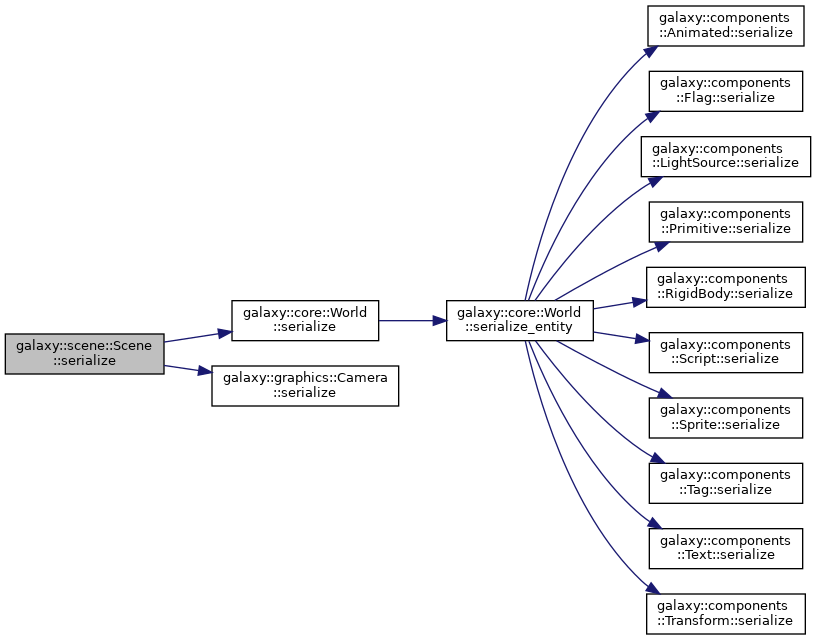 galaxy::components
::Animated::serialize
galaxy::components
::Flag::serialize
galaxy::components
::LightSource::serialize
galaxy::components
::Primitive::serialize
galaxy::components
::RigidBody::serialize
galaxy::core::World
::serialize
galaxy::core::World
::serialize_entity
galaxy::scene::Scene
::serialize
galaxy::components
::Script::serialize
galaxy::graphics::Camera
::serialize
galaxy::components
::Sprite::serialize
galaxy::components
::Tag::serialize
galaxy::components
::Text::serialize
galaxy::components
::Transform::serialize